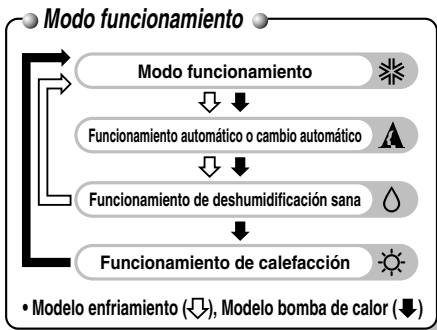 Modo funcionamiento
Modo funcionamiento
Funcionamiento automático o cambio automático
Funcionamiento de deshumidificación sana
Funcionamiento de calefacción
• Modelo enfriamiento (⇩), Modelo bomba de calor (🡇)